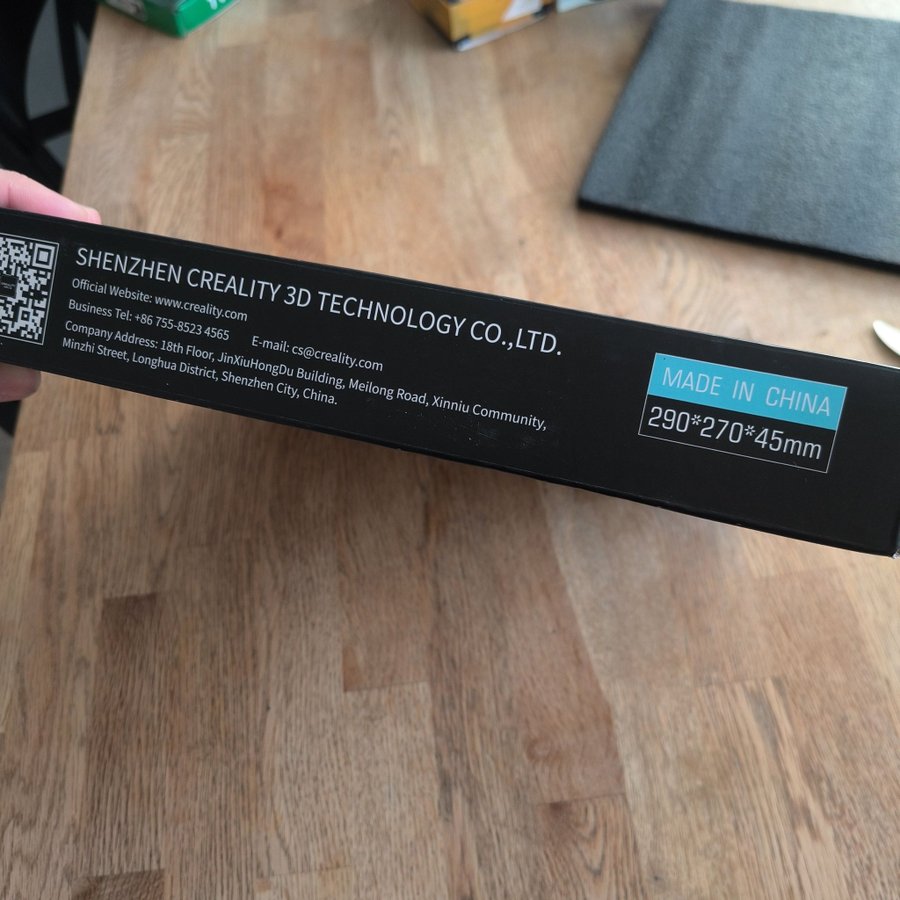 SHENZHEN CREALITY 3D TECHNOLOGY CO.,LTD.
Official Website: www.creality.com
Business Tel: +86 755-8523 4565 E-mail: cs@creality.com
Company Address: 18th Floor, JinXiuHongDu Building, Meilong Road, Xinniu Community,
Minzhi Street, Longhua District, Shenzhen City, China.
MADE IN CHINA
290*270*45mm